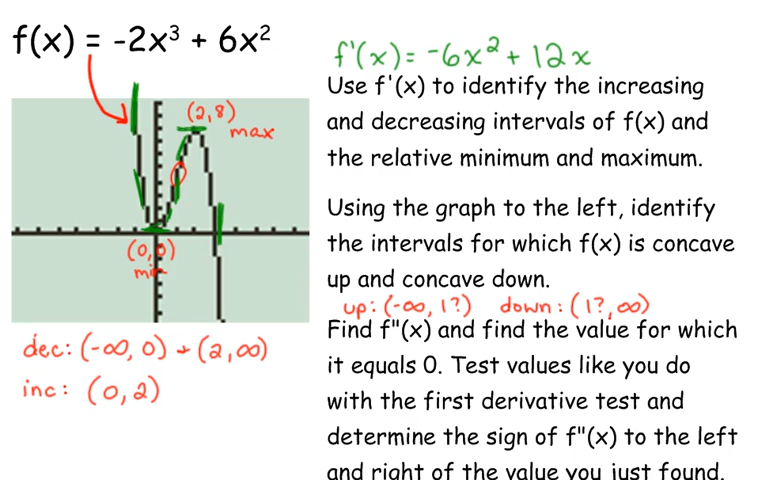 f(x) = -2x³ + 6x²
f'(x) = -6x² + 12x
Use f'(x) to identify the increasing
and decreasing intervals of f(x) and
the relative minimum and maximum.
(2,8)
max
(0,0)
min
Using the graph to the left, identify
the intervals for which f(x) is concave
up and concave down.
up: (-∞, 1?) down: (1?, ∞)
dec: (-∞, 0) + (2, ∞)
inc: (0, 2)
Find f"(x) and find the value for which
it equals 0. Test values like you do
with the first derivative test and
determine the sign of f"(x) to the left
and right of the value you just found.